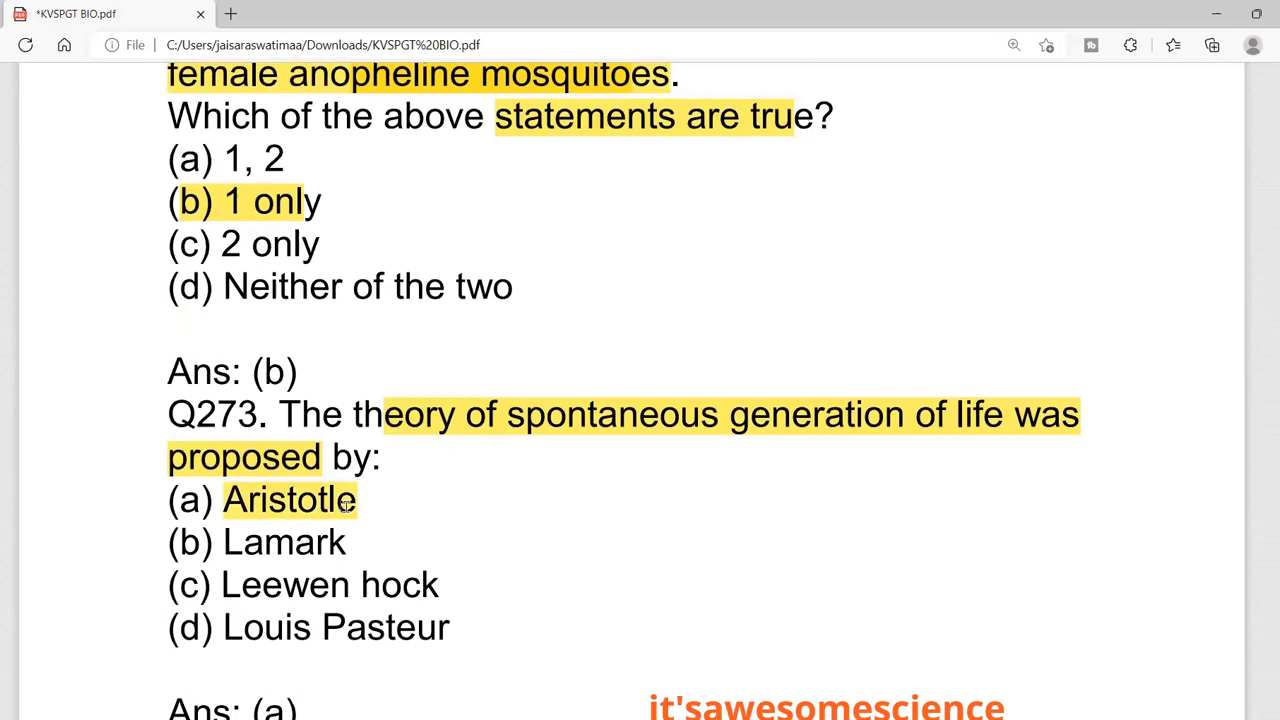 *KVSPGT BIO.pdf
File C:/Users/jaisaraswatimaa/Downloads/KVSPGT%20BIO.pdf
female anopheline mosquitoes.
Which of the above statements are true?
(a) 1, 2
(b) 1 only
(c) 2 only
(d) Neither of the two
Ans: (b)
Q273. The theory of spontaneous generation of life was
proposed by:
(a) Aristotle
(b) Lamark
(c) Leewen hock
(d) Louis Pasteur
Ans: (a)
it'sawesomescience